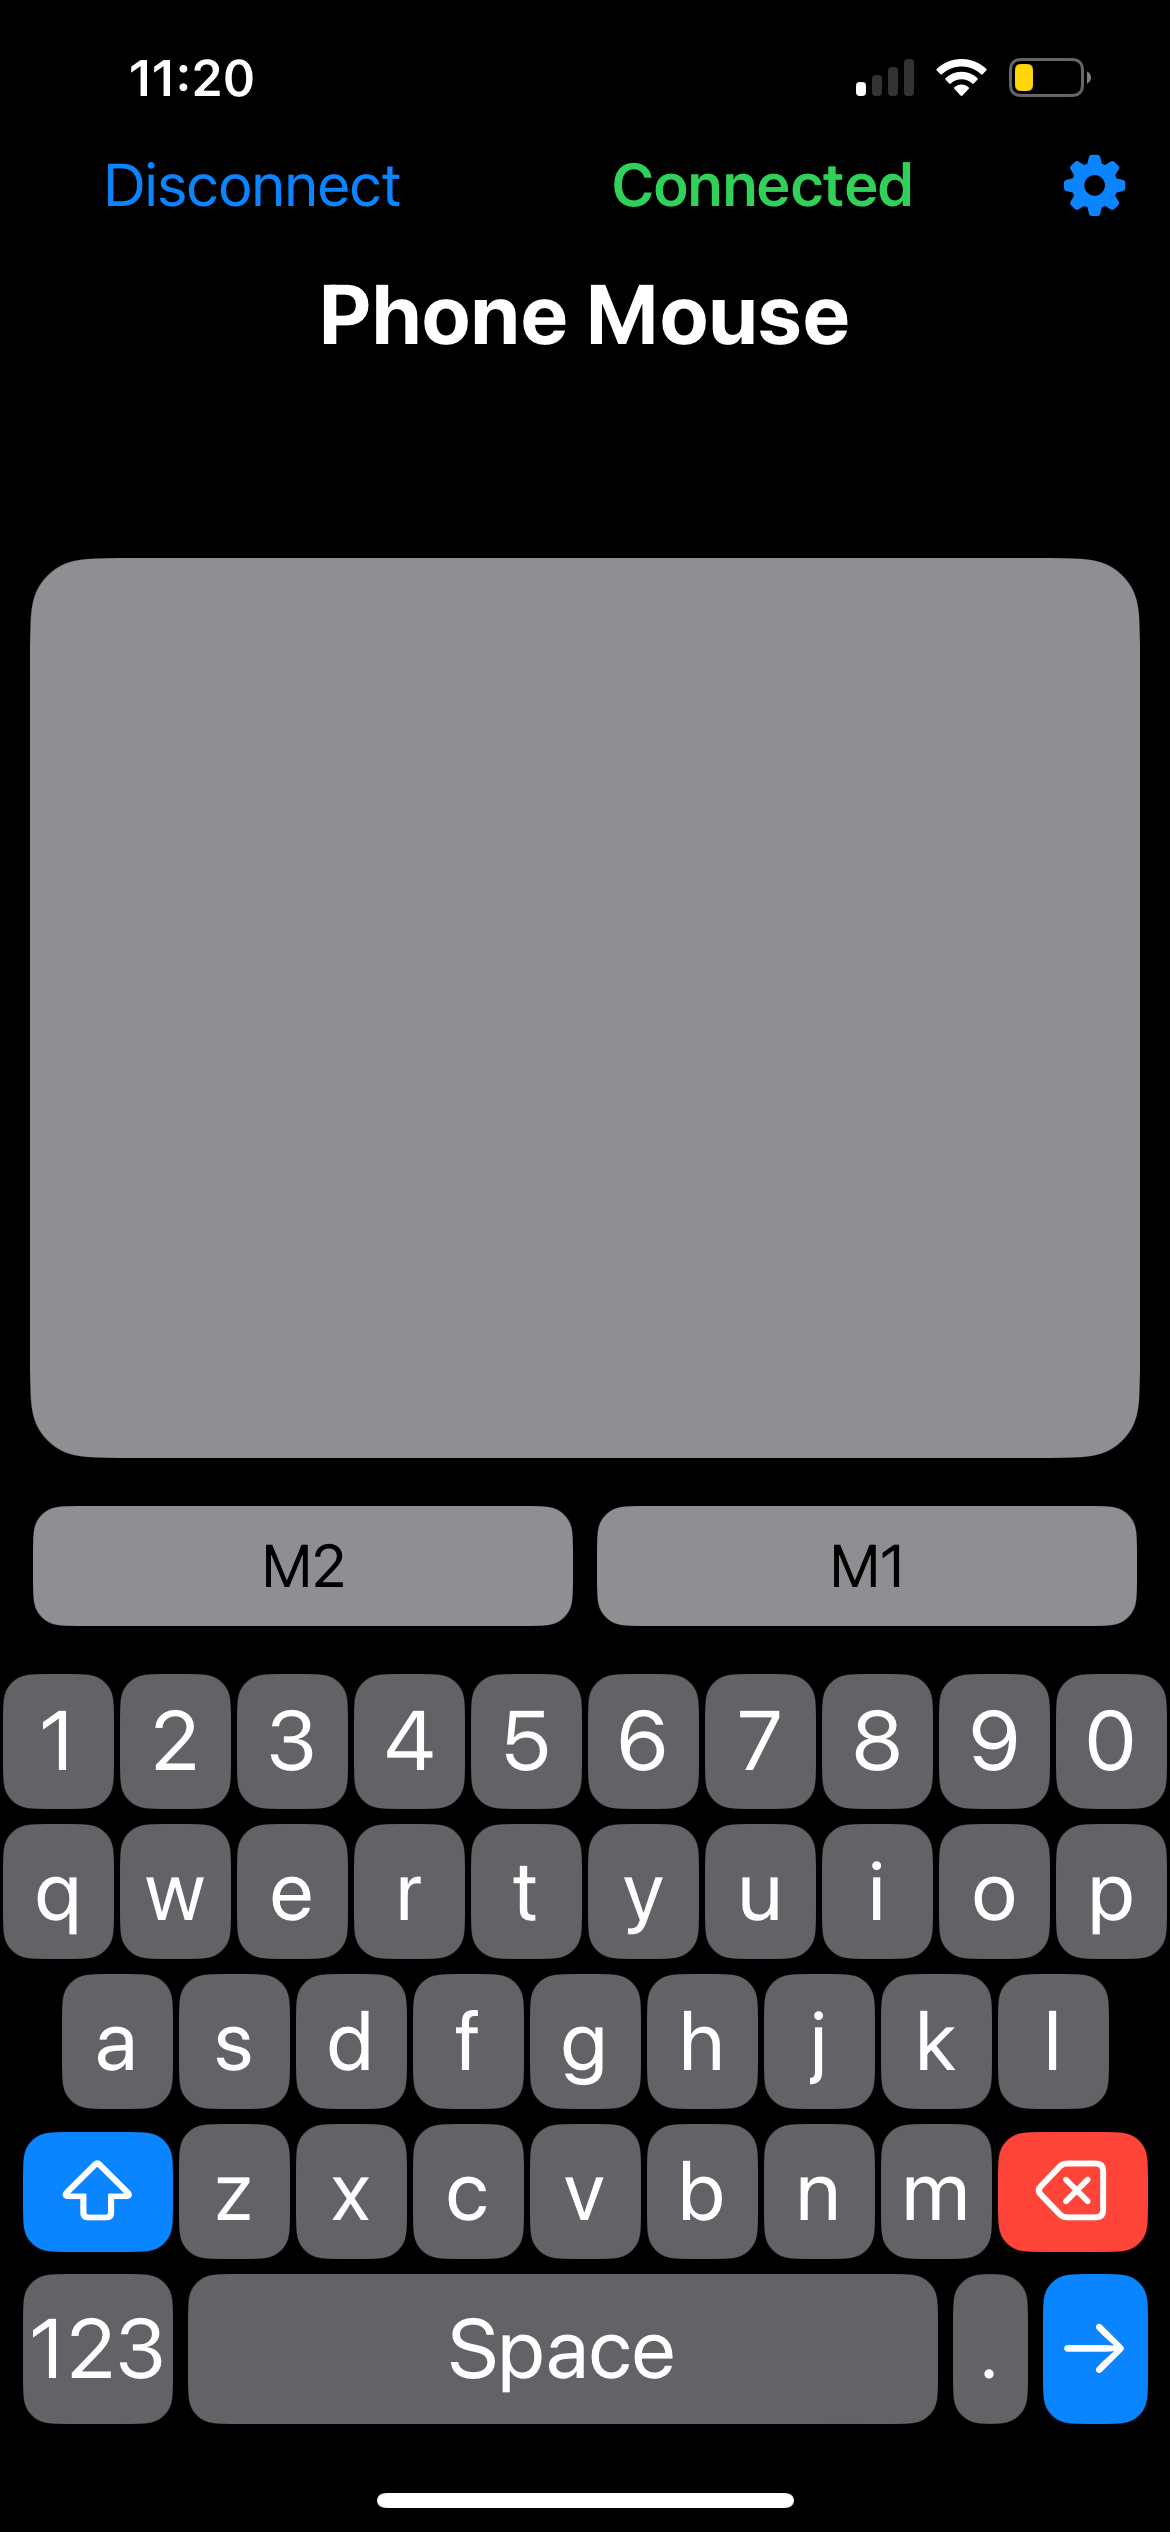 11:20
Disconnect Connected
Phone Mouse
M2 M1
1 2 3 4 5 6 7 8 9 0
q w e r t y u i o p
a s d f g h j k l
z x c v b n m
123 Space .